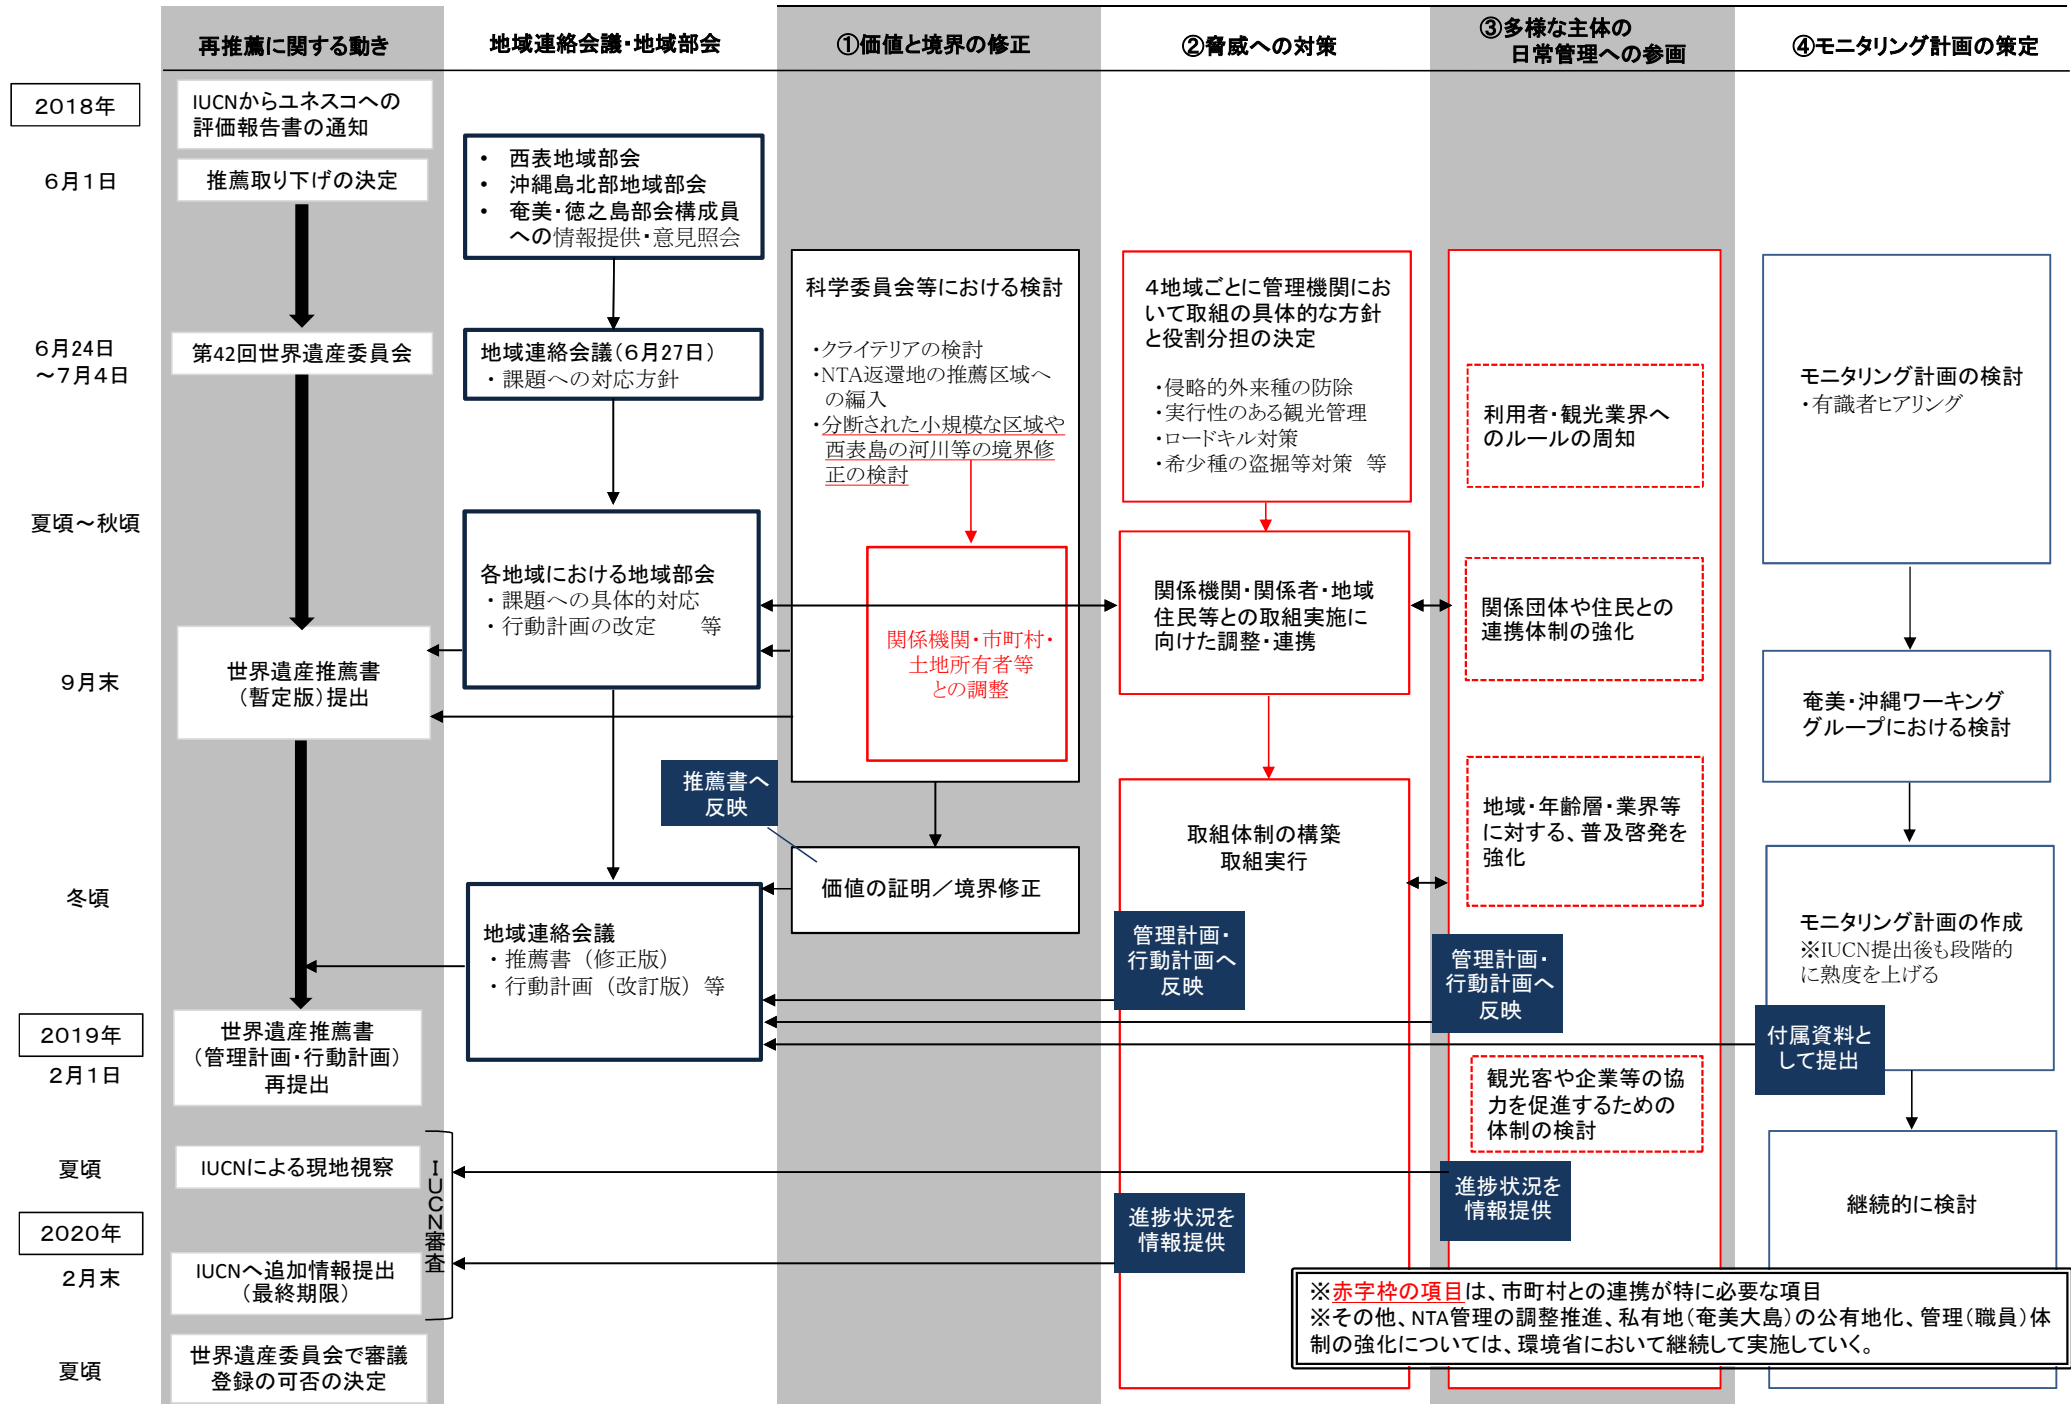 再推薦に関する動き
地域連絡会議・地域部会
①価値と境界の修正
②脅威への対策
③多様な主体の
日常管理への参画
④モニタリング計画の策定
2018年
6月1日
6月24日
～7月4日
夏頃～秋頃
9月末
冬頃
2019年
2月1日
夏頃
2020年
2月末
夏頃
IUCNからユネスコへの
評価報告書の通知
推薦取り下げの決定
第42回世界遺産委員会
世界遺産推薦書
（暫定版）提出
世界遺産推薦書
（管理計画・行動計画）
再提出
IUCNによる現地視察
IUCNへ追加情報提出
（最終期限）
IUCN審査
世界遺産委員会で審議
登録の可否の決定
• 西表地域部会
• 沖縄島北部地域部会
• 奄美・徳之島部会構成員
への情報提供・意見照会
地域連絡会議（6月27日）
・課題への対応方針
各地域における地域部会
・課題への具体的対応
・行動計画の改定　　等
地域連絡会議
・推薦書（修正版）
・行動計画（改訂版）等
科学委員会等における検討
・クライテリアの検討
・NTA返還地の推薦区域へ
の編入
・分断された小規模な区域や
西表島の河川等の境界修
正の検討
関係機関・市町村・
土地所有者等
との調整
推薦書へ
反映
価値の証明／境界修正
4地域ごとに管理機関にお
いて取組の具体的な方針
と役割分担の決定
・侵略的外来種の防除
・実行性のある観光管理
・ロードキル対策
・希少種の盗掘等対策　等
関係機関・関係者・地域
住民等との取組実施に
向けた調整・連携
取組体制の構築
取組実行
管理計画・
行動計画へ
反映
進捗状況を
情報提供
利用者・観光業界へ
のルールの周知
関係団体や住民との
連携体制の強化
地域・年齢層・業界等
に対する、普及啓発を
強化
管理計画・
行動計画へ
反映
観光客や企業等の協
力を促進するための
体制の検討
進捗状況を
情報提供
モニタリング計画の検討
・有識者ヒアリング
奄美・沖縄ワーキング
グループにおける検討
モニタリング計画の作成
※IUCN提出後も段階的
に熟度を上げる
付属資料と
して提出
継続的に検討
※赤字枠の項目は、市町村との連携が特に必要な項目
※その他、NTA管理の調整推進、私有地（奄美大島）の公有地化、管理（職員）体
制の強化については、環境省において継続して実施していく。